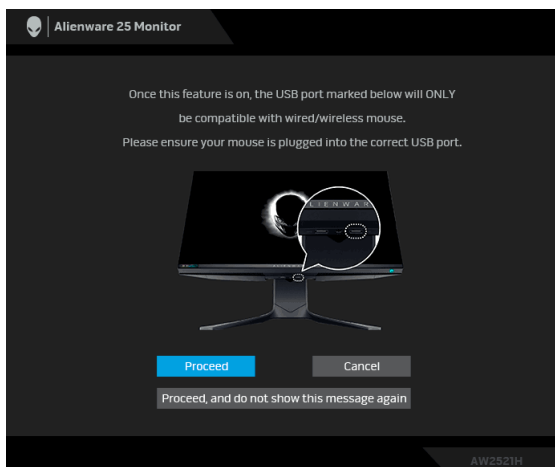 Alienware 25 Monitor
Once this feature is on, the USB port marked below will ONLY
be compatible with wired/wireless mouse.
Please ensure your mouse is plugged into the correct USB port.
LIENWAR
Proceed
Cancel
Proceed, and do not show this message again
AW2521H